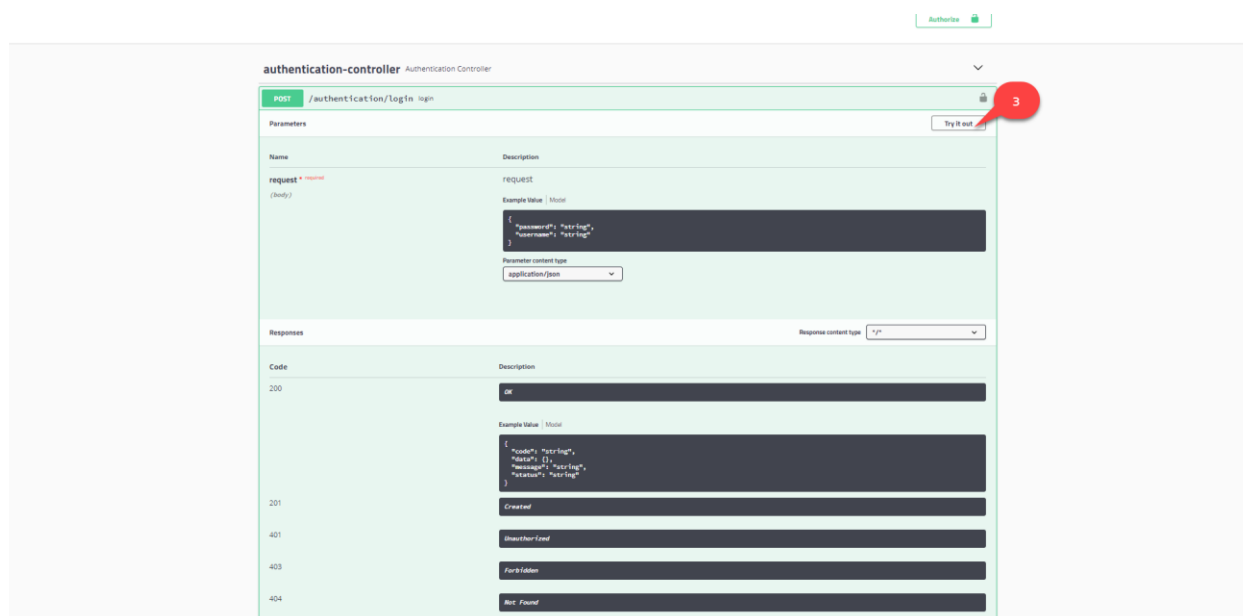 Authorize
authentication-controller Authentication Controller
POST /authentication/login login
3
Parameters
Try it out
Name Description
request * required
request
(body)
Example Value | Model
{
"password": "string",
"username": "string"
}
Parameter content type
application/json
Responses
Response content type */*
Code Description
200
OK
Example Value | Model
{
"code": "string",
"data": {},
"message": "string",
"status": "string"
}
201
Created
401
Unauthorized
403
Forbidden
404
Not Found